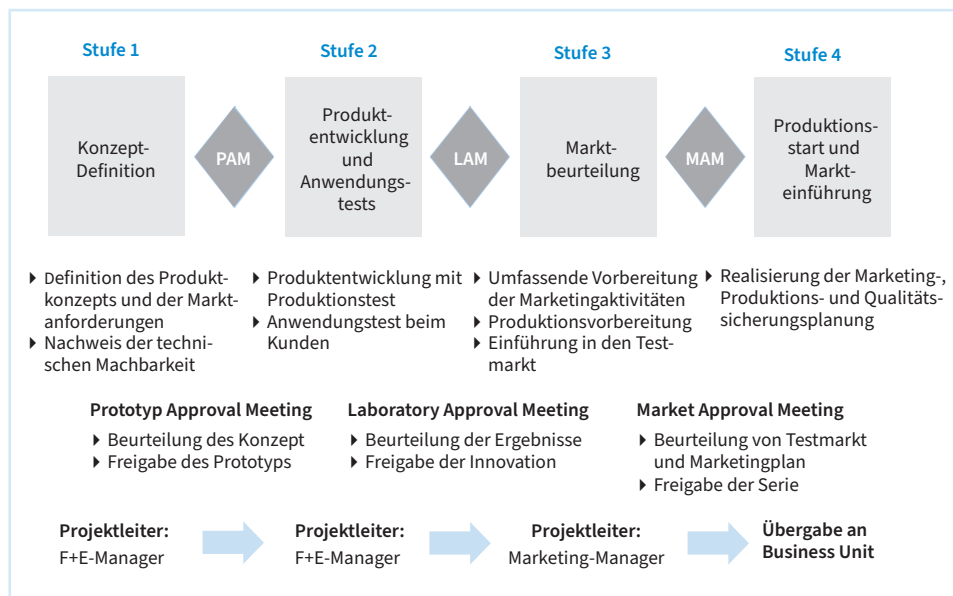 Stufe 1
Stufe 2
Stufe 3
Stufe 4
Konzept-
Definition
PAM
Produkt-
entwicklung
und
Anwendungs-
tests
LAM
Markt-
beurteilung
MAM
Produktions-
start und
Markt-
einführung
Definition des Produkt-
konzepts und der Markt-
anforderungen
Nachweis der techni-
schen Machbarkeit
Produktentwicklung mit
Produktionstest
Anwendungstest beim
Kunden
Umfassende Vorbereitung
der Marketingaktivitäten
Produktionsvorbereitung
Einführung in den Test-
markt
Realisierung der Marketing-,
Produktions- und Qualitäts-
sicherungsplanung
Prototyp Approval Meeting
Beurteilung des Konzept
Freigabe des Prototyps
Laboratory Approval Meeting
Beurteilung der Ergebnisse
Freigabe der Innovation
Market Approval Meeting
Beurteilung von Testmarkt
und Marketingplan
Freigabe der Serie
Projektleiter:
F+E-Manager
Projektleiter:
F+E-Manager
Projektleiter:
Marketing-Manager
Übergabe an
Business Unit